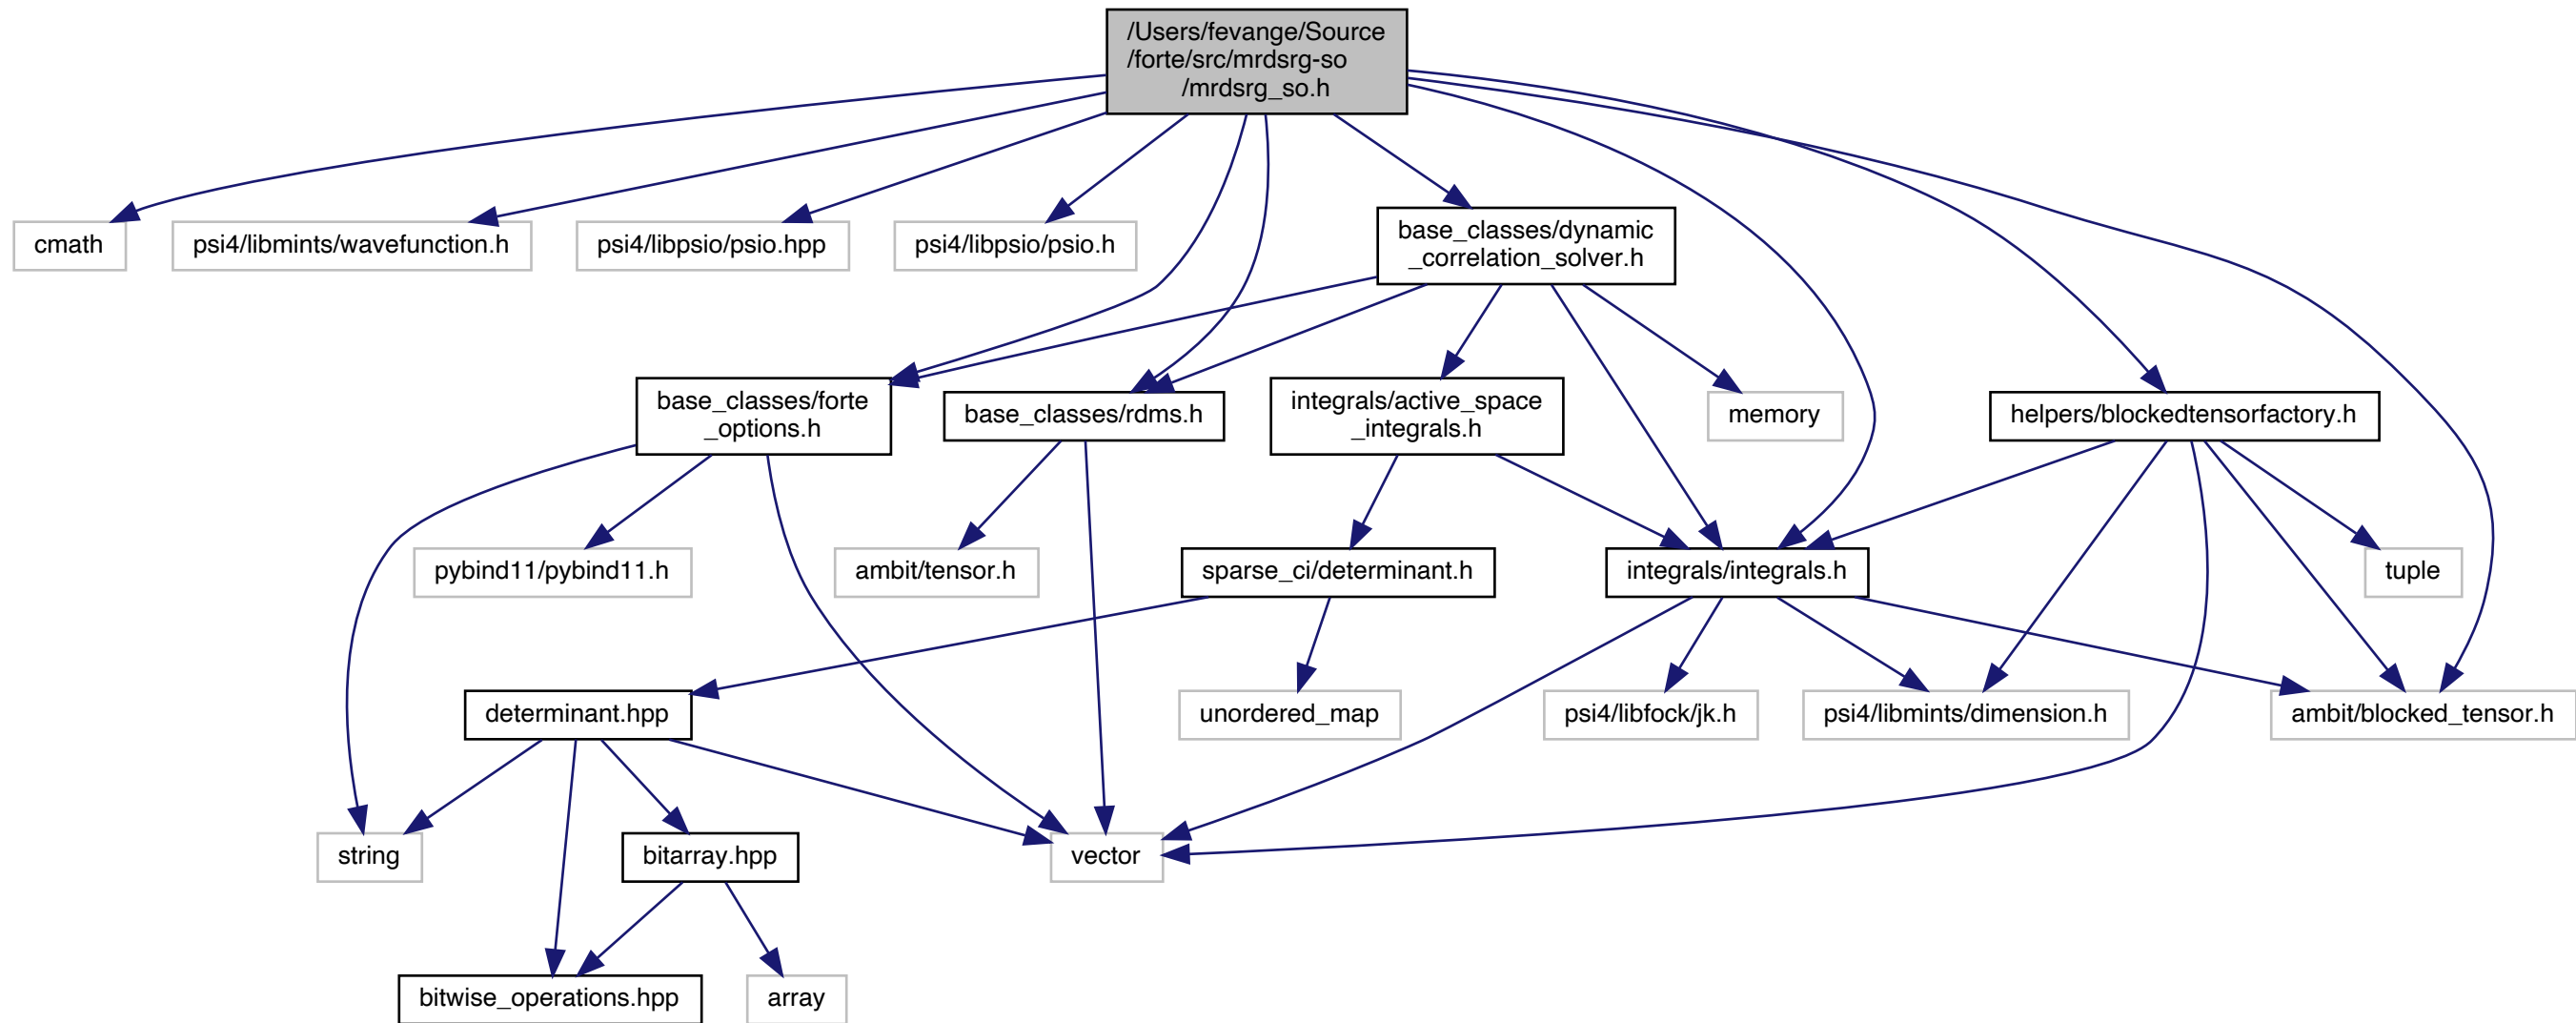 /Users/fevange/Source
/forte/src/mrdsrg-so
/mrdsrg_so.h
cmath
psi4/libmints/wavefunction.h
psi4/libpsio/psio.hpp
psi4/libpsio/psio.h
base_classes/dynamic
_correlation_solver.h
base_classes/forte
_options.h
base_classes/rdms.h
integrals/active_space
_integrals.h
memory
helpers/blockedtensorfactory.h
pybind11/pybind11.h
ambit/tensor.h
sparse_ci/determinant.h
integrals/integrals.h
tuple
determinant.hpp
unordered_map
psi4/libfock/jk.h
psi4/libmints/dimension.h
ambit/blocked_tensor.h
string
bitarray.hpp
vector
bitwise_operations.hpp
array